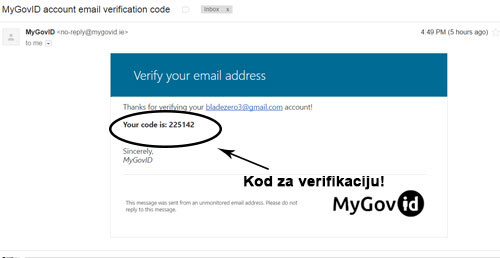 MyGovID account email verification code
Inbox x
MyGovID <no-reply@mygovid.ie>
4:49 PM (5 hours ago)
to me
Verify your email address
Thanks for verifying your bladezero3@gmail.com account!
Your code is: 225142
Sincerely,
MyGovID
Kod za verifikaciju!
This message was sent from an unmonitored email address. Please do
not reply to this message.
MyGovid